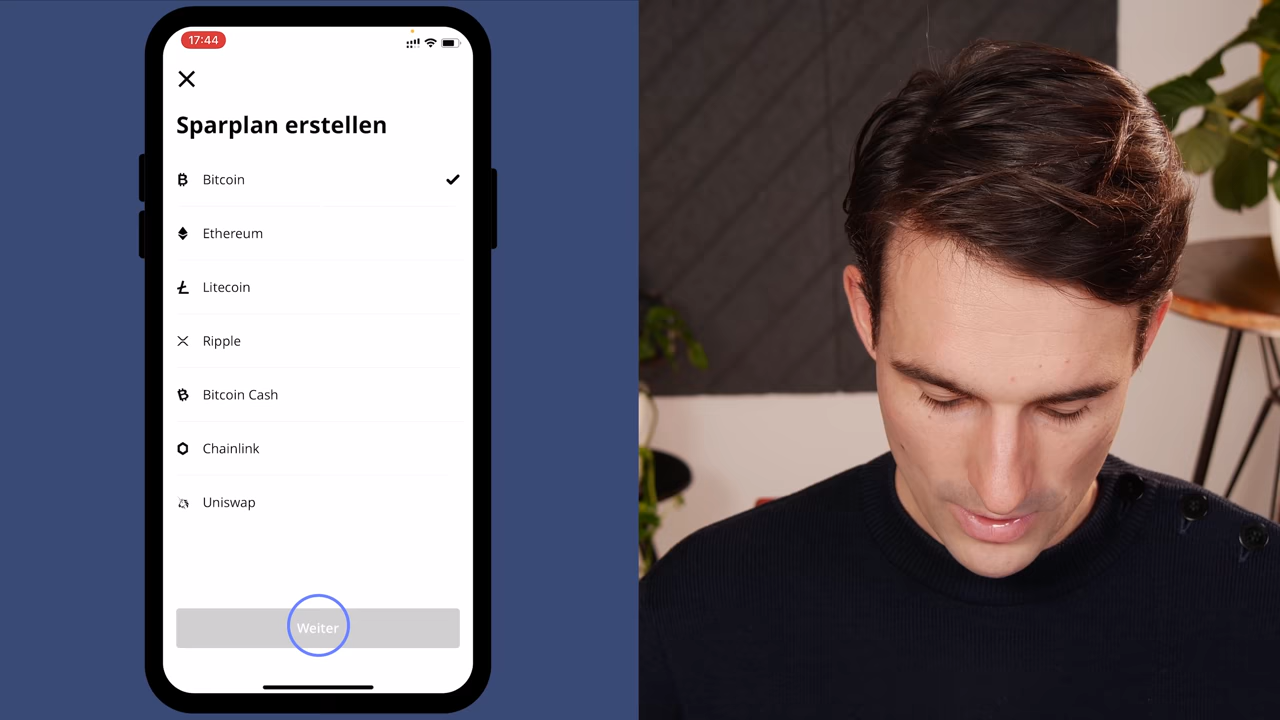 17:44
Sparplan erstellen
Bitcoin
Ethereum
Litecoin
Ripple
Bitcoin Cash
Chainlink
Uniswap
Weiter